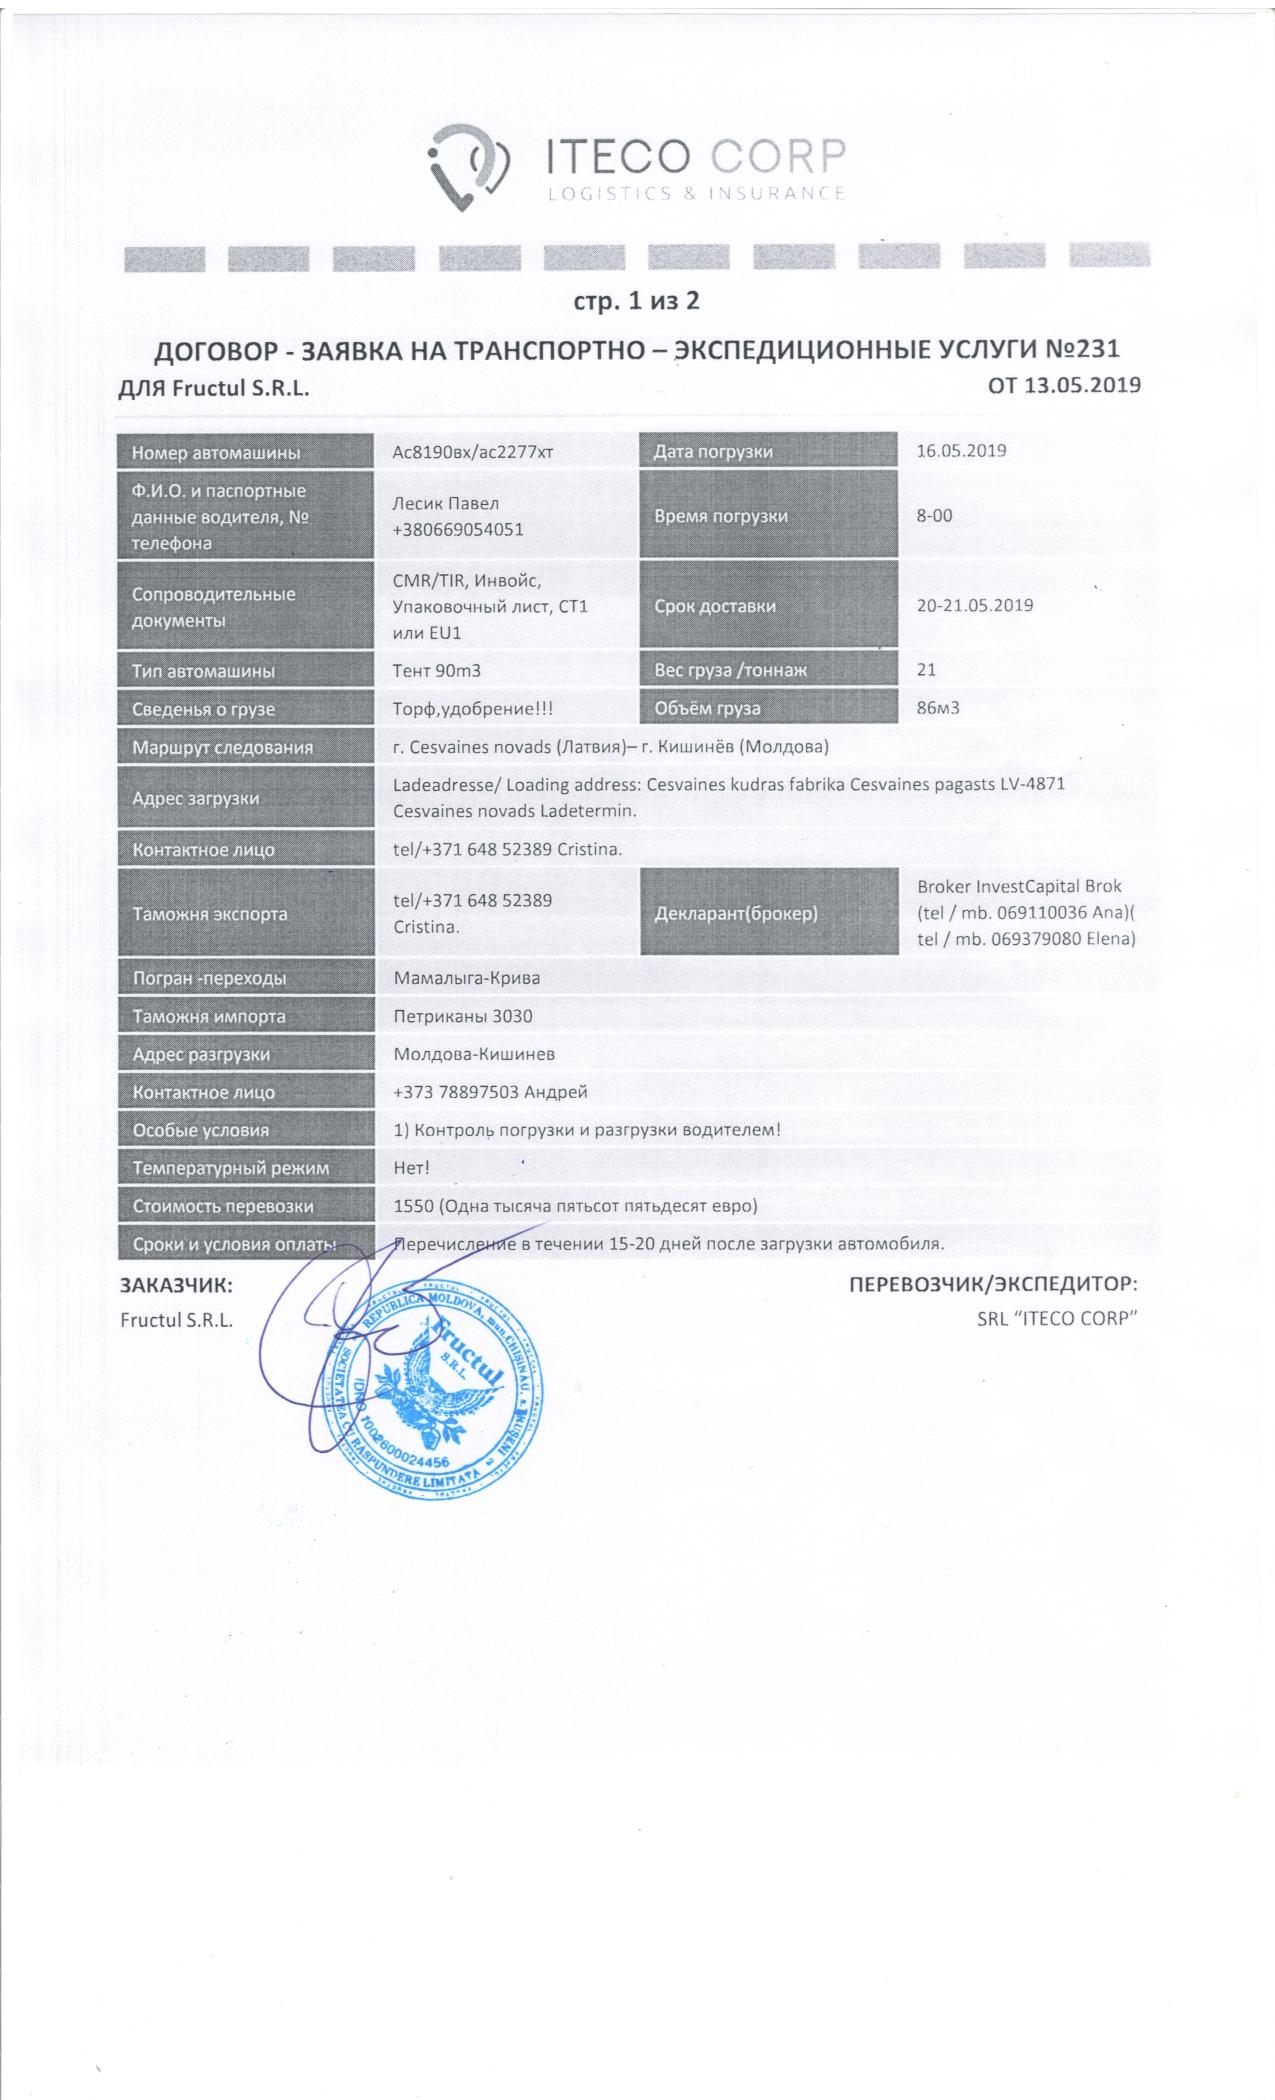 ITECO CORP
LOGISTICS & INSURANCE
стр. 1 из 2
ДОГОВОР - ЗАЯВКА НА ТРАНСПОРТНО – ЭКСПЕДИЦИОННЫЕ УСЛУГИ №231
ДЛЯ Fructul S.R.L. ОТ 13.05.2019
Номер автомашины Ас8190вх/ас2277хт Дата погрузки 16.05.2019
Ф.И.О. и паспортные
данные водителя, №
телефона
Лесик Павел
+380669054051
Время погрузки 8-00
Сопроводительные
документы
CMR/TIR, Инвойс,
Упаковочный лист, СТ1
или EU1
Срок доставки 20-21.05.2019
Тип автомашины Тент 90m3 Вес груза /тоннаж 21
Сведенья о грузе Торф,удобрение!!! Объём груза 86м3
Маршрут следования г. Cesvaines novads (Латвия)– г. Кишинёв (Молдова)
Адрес загрузки
Ladeadresse/ Loading address: Cesvaines kudras fabrika Cesvaines pagasts LV-4871
Cesvaines novads Ladetermin.
Контактное лицо tel/+371 648 52389 Cristina.
Таможня экспорта
tel/+371 648 52389
Cristina.
Декларант(брокер)
Broker InvestCapital Brok
(tel / mb. 069110036 Ana)(
tel / mb. 069379080 Elena)
Погран -переходы Мамалыга-Крива
Таможня импорта Петриканы 3030
Адрес разгрузки Молдова-Кишинев
Контактное лицо +373 78897503 Андрей
Особые условия 1) Контроль погрузки и разгрузки водителем!
Температурный режим Нет!
Стоимость перевозки 1550 (Одна тысяча пятьсот пятьдесят евро)
Сроки и условия оплаты Перечисление в течении 15-20 дней после загрузки автомобиля.
ЗАКАЗЧИК: ПЕРЕВОЗЧИК/ЭКСПЕДИТОР:
Fructul S.R.L. SRL “ITECO CORP”
REPUBLICA MOLDOVA, mun.CHIŞINĂU,
SOCIETATE CU RĂSPUNDERE LIMITATĂ
Fructul
S.R.L.
IDNO 1002600024456